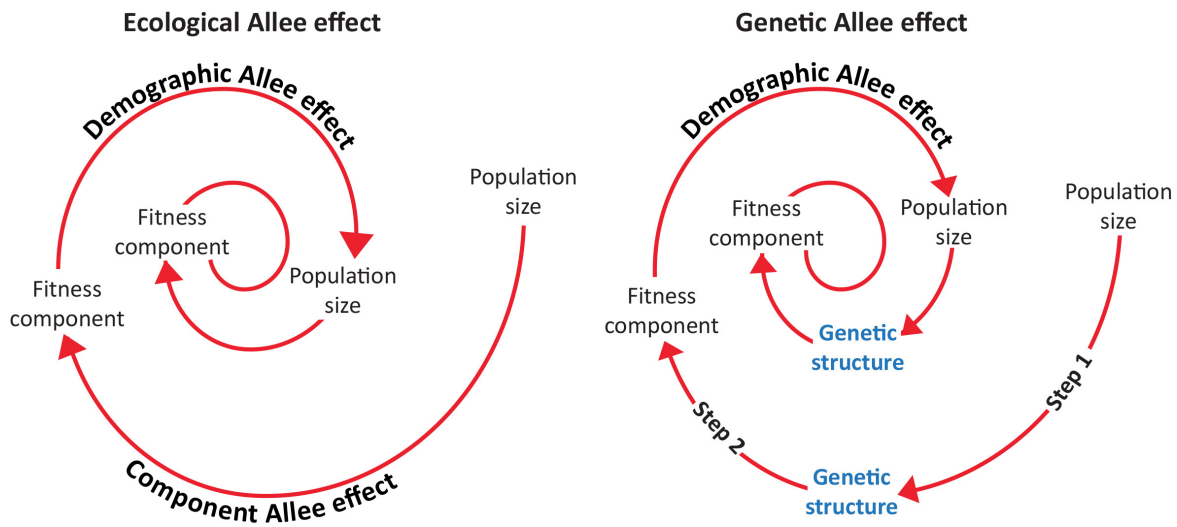 Ecological Allee effect
Demographic Allee effect
Population
size
Fitness
component
Population
size
Fitness
component
Component Allee effect
Genetic Allee effect
Demographic Allee effect
Population
size
Fitness
component
Population
size
Fitness
component
Genetic
structure
Step 1
Step 2
Genetic
structure